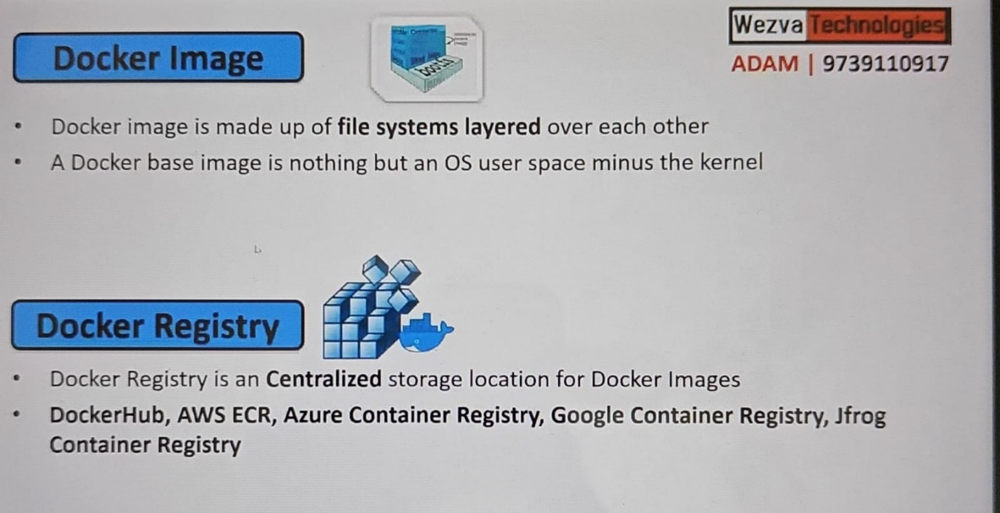 Docker Image
Wezva Technologies
ADAM | 9739110917
• Docker image is made up of file systems layered over each other
• A Docker base image is nothing but an OS user space minus the kernel
Docker Registry
• Docker Registry is an Centralized storage location for Docker Images
• DockerHub, AWS ECR, Azure Container Registry, Google Container Registry, Jfrog
Container Registry
bootfs